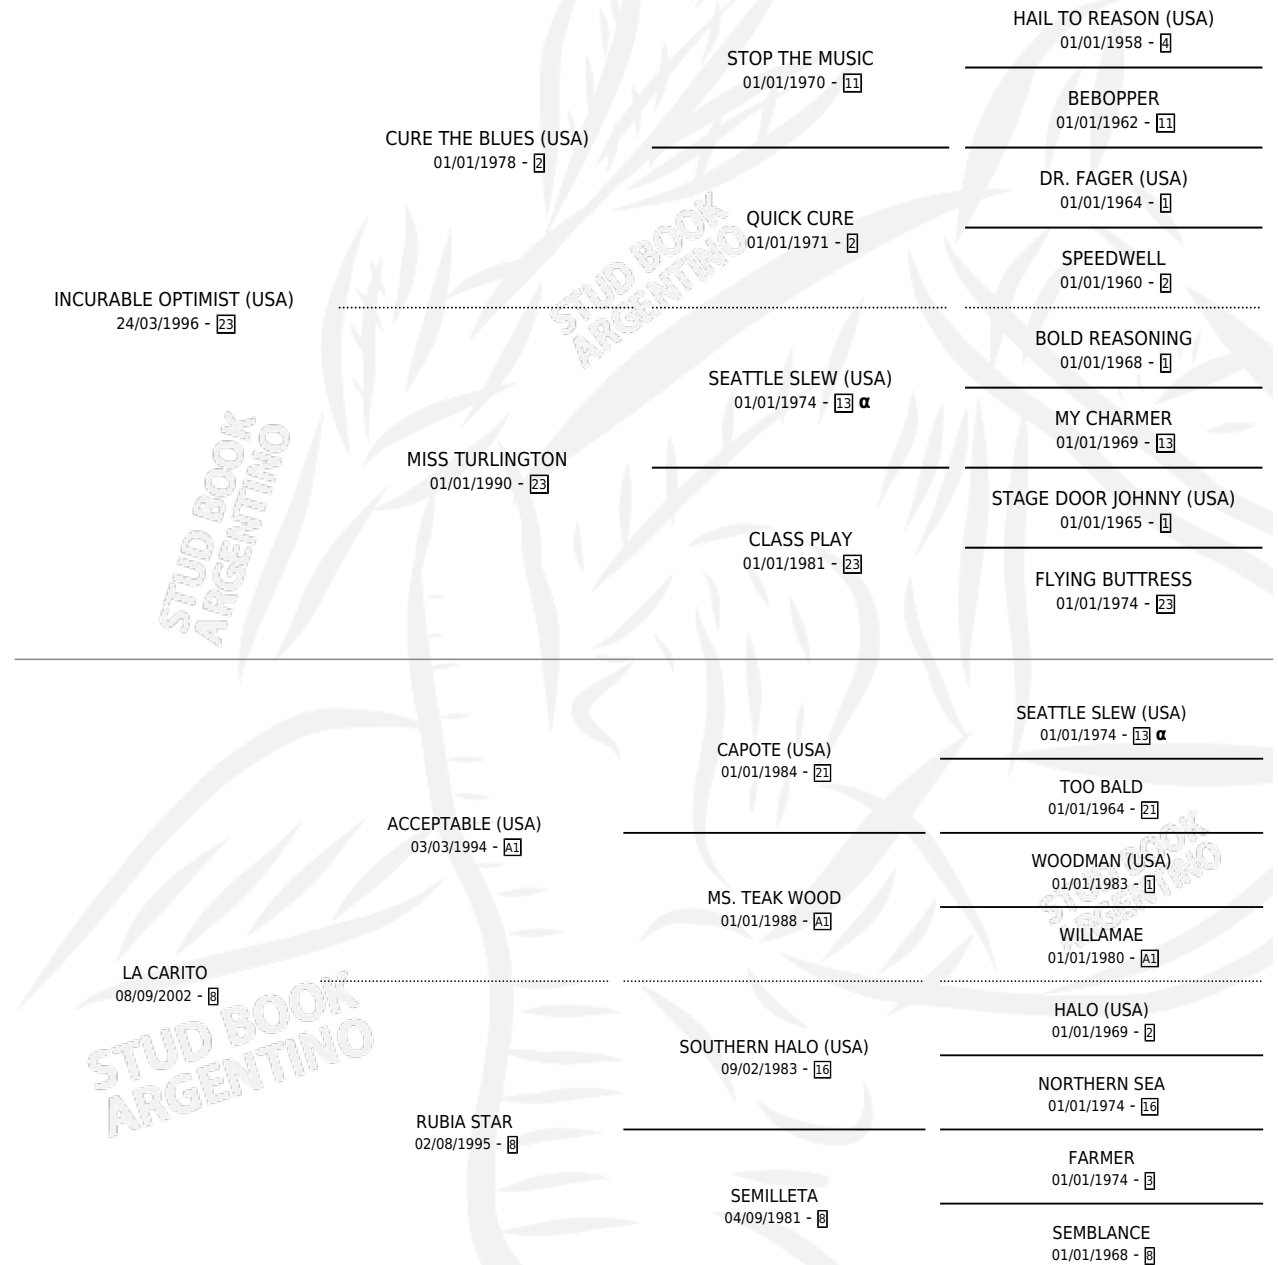 HAIL TO REASON (USA)
01/01/1958 - 4
STOP THE MUSIC
01/01/1970 - 11
BEBOPPER
01/01/1962 - 11
CURE THE BLUES (USA)
01/01/1978 - 2
DR. FAGER (USA)
01/01/1964 - 1
QUICK CURE
01/01/1971 - 2
SPEEDWELL
01/01/1960 - 2
INCURABLE OPTIMIST (USA)
24/03/1996 - 23
BOLD REASONING
01/01/1968 - 1
SEATTLE SLEW (USA)
01/01/1974 - 13 α
MY CHARMER
01/01/1969 - 13
MISS TURLINGTON
01/01/1990 - 23
STAGE DOOR JOHNNY (USA)
01/01/1965 - 1
CLASS PLAY
01/01/1981 - 23
FLYING BUTTRESS
01/01/1974 - 23
SEATTLE SLEW (USA)
01/01/1974 - 13 α
CAPOTE (USA)
01/01/1984 - 21
TOO BALD
01/01/1964 - 21
ACCEPTABLE (USA)
03/03/1994 - A1
WOODMAN (USA)
01/01/1983 - 1
MS. TEAK WOOD
01/01/1988 - A1
WILLAMAE
01/01/1980 - A1
LA CARITO
08/09/2002 - 8
HALO (USA)
01/01/1969 - 2
SOUTHERN HALO (USA)
09/02/1983 - 16
NORTHERN SEA
01/01/1974 - 16
RUBIA STAR
02/08/1995 - 8
FARMER
01/01/1974 - 3
SEMILLETA
04/09/1981 - 8
SEMBLANCE
01/01/1968 - 8
STUD BOOK
ARGENTINO
STUD BOOK
ARGENTINO
STUD BOOK
ARGENTINO
STUD BOOK
ARGENTINO